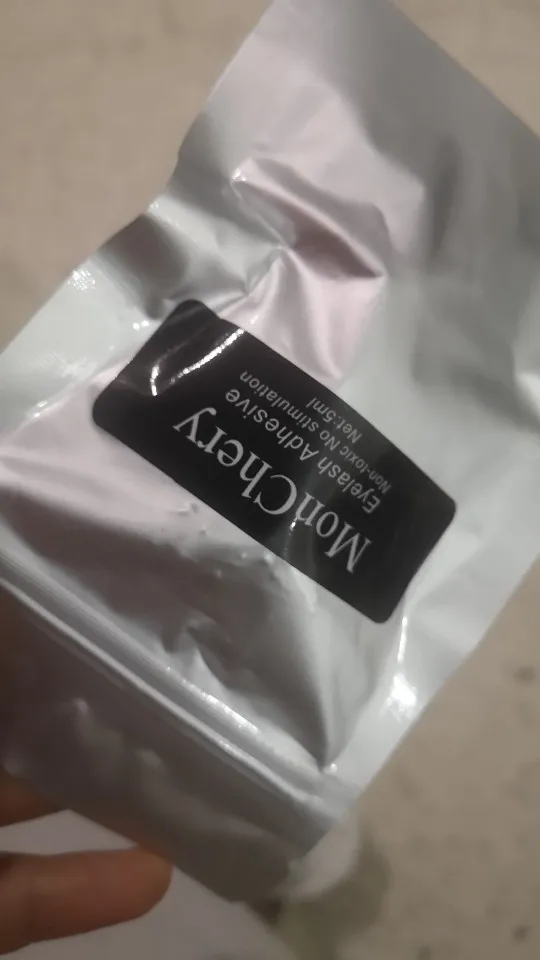 MonChery
Eyelash Adhesive
Non-toxic No stimulation
Net:5ml